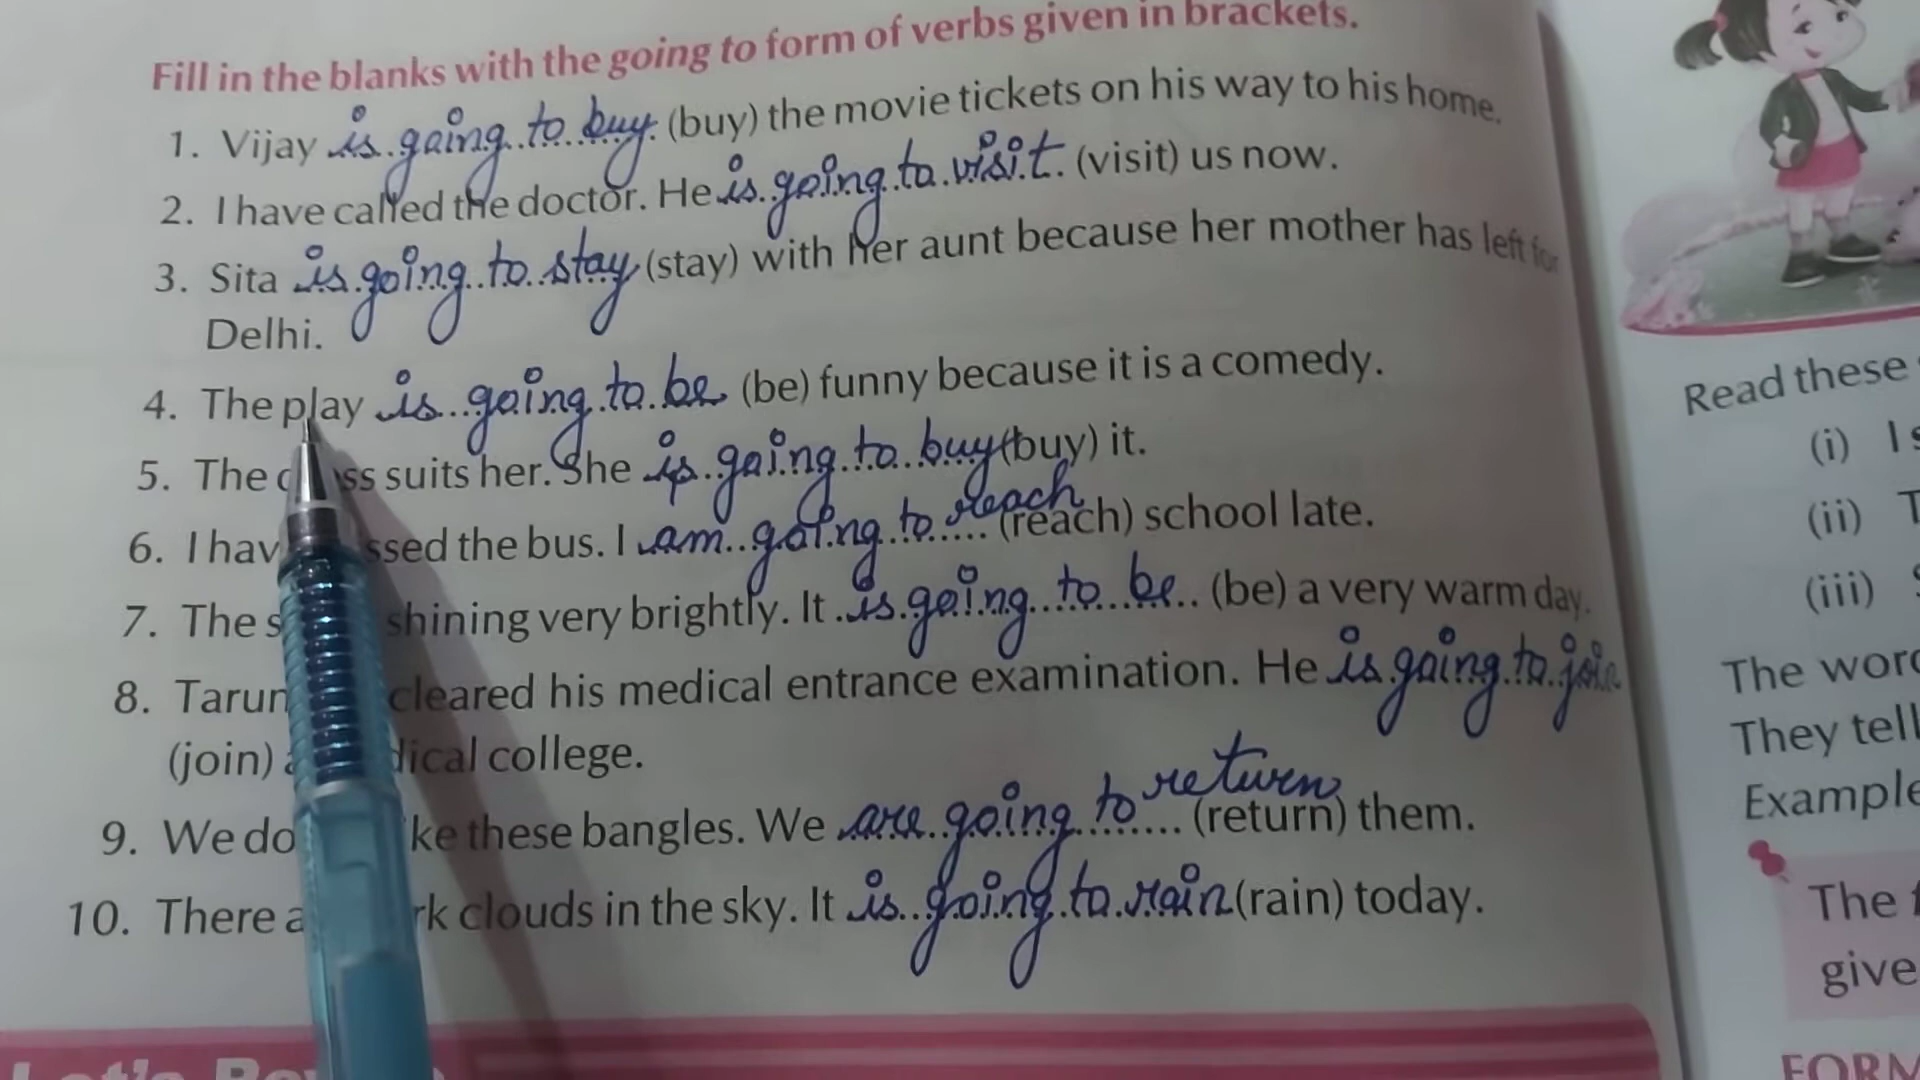 Fill in the blanks with the going to form of verbs given in brackets.
1. Vijay is going to buy (buy) the movie tickets on his way to his home.
2. I have called the doctor. He is going to visit (visit) us now.
3. Sita is going to stay (stay) with her aunt because her mother has left for
Delhi.
4. The play is going to be (be) funny because it is a comedy.
5. The suits her. She is going to buy (buy) it.
6. I the bus. I am going to reach (reach) school late.
7. The shining very brightly. It is going to be (be) a very warm day.
8. Tarun cleared his medical entrance examination. He is going to join
(join) college.
9. We these bangles. We are going to return (return) them.
10. There clouds in the sky. It is going to rain (rain) today.
Read these
(i) I
(ii)
(iii)
The
They tell
Example
The
give
FORM